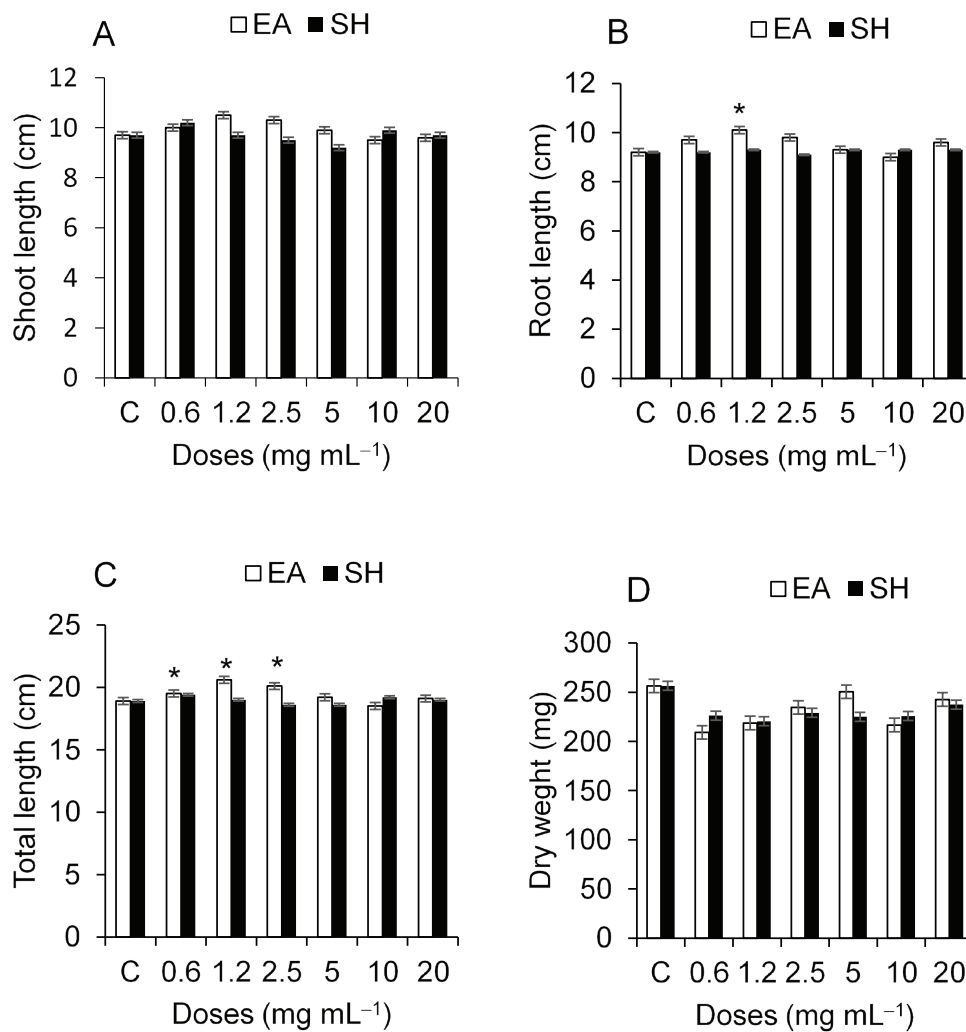 A
EA SH
12
10
8
6
4
2
0
Shoot length (cm)
C 0.6 1.2 2.5 5 10 20
Doses (mg mL⁻¹)
B
EA SH
12
10
8
6
4
2
0
Root length (cm)
*
C 0.6 1.2 2.5 5 10 20
Doses (mg mL⁻¹)
C
EA SH
25
20
15
10
5
0
Total length (cm)
* * *
C 0.6 1.2 2.5 5 10 20
Doses (mg mL⁻¹)
D
EA SH
300
250
200
150
100
50
0
Dry weght (mg)
C 0.6 1.2 2.5 5 10 20
Doses (mg mL⁻¹)